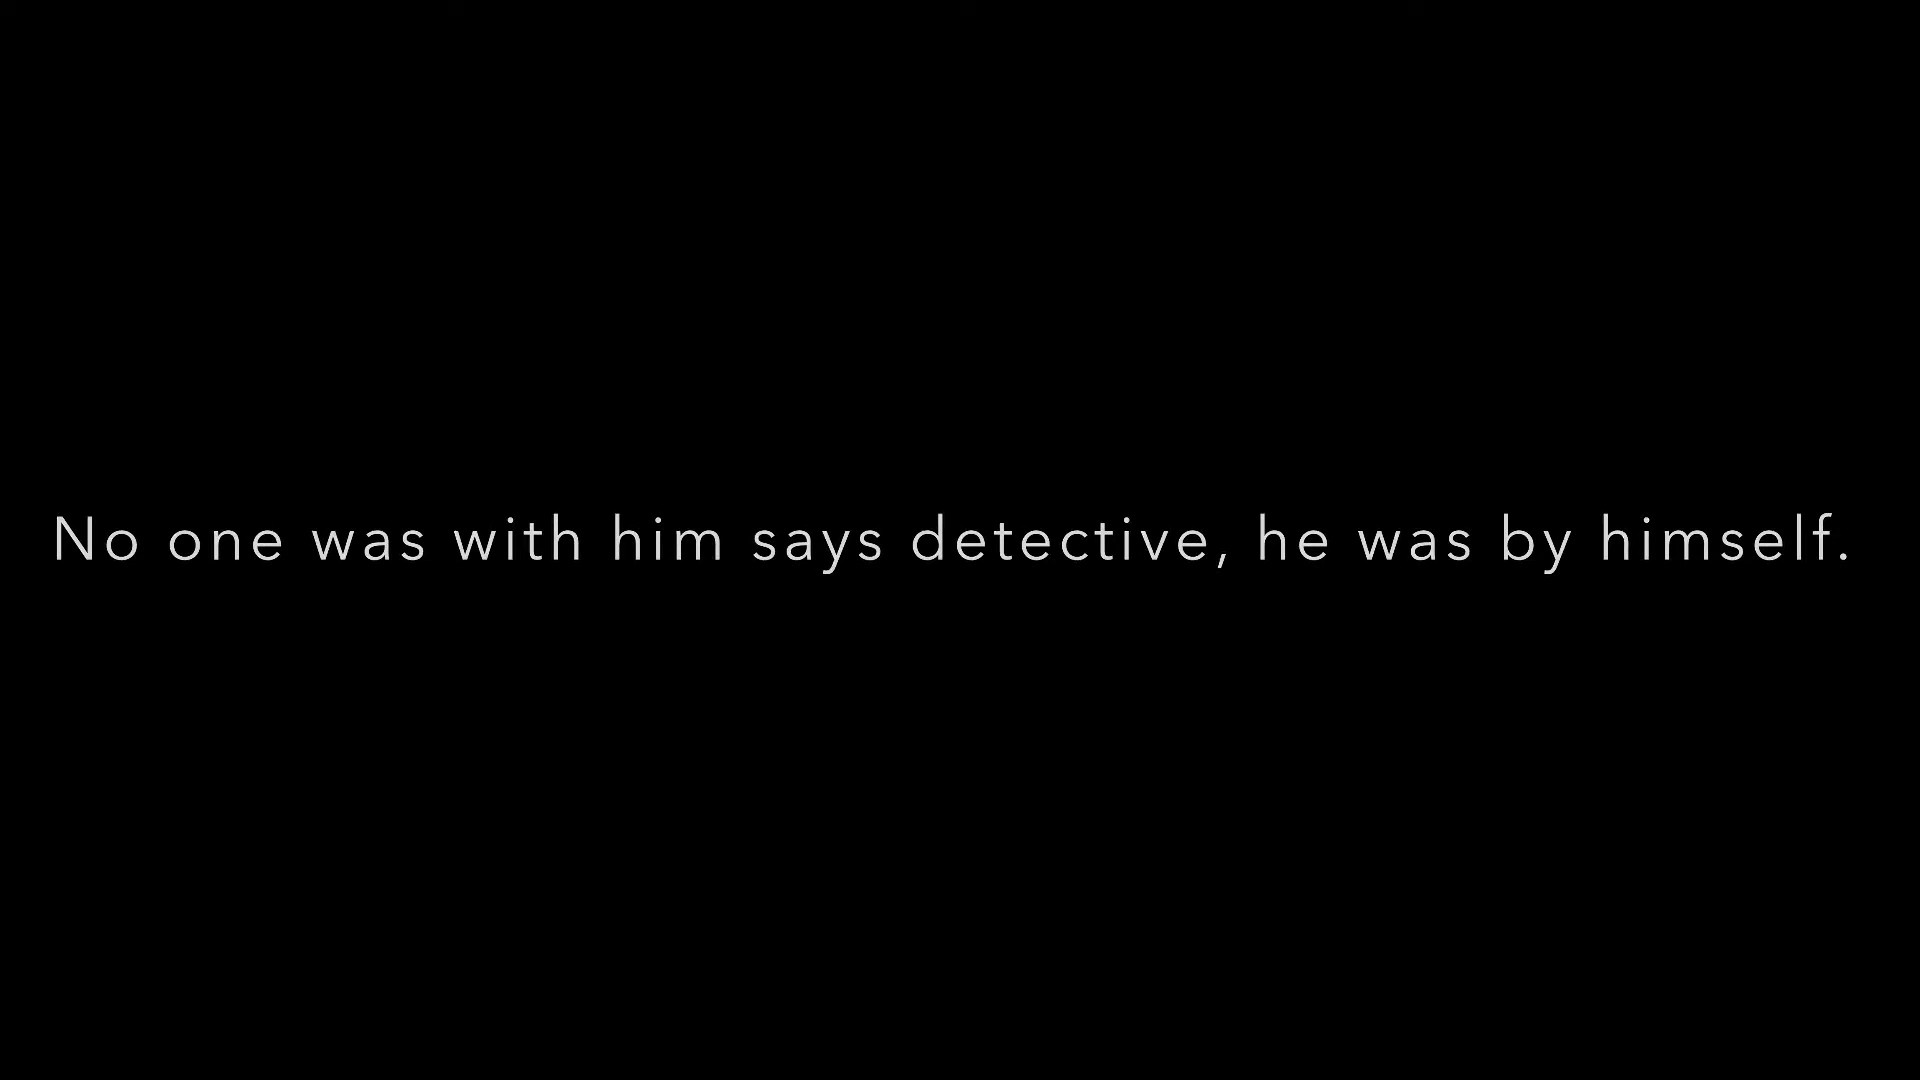 No one was with him says detective, he was by himself.